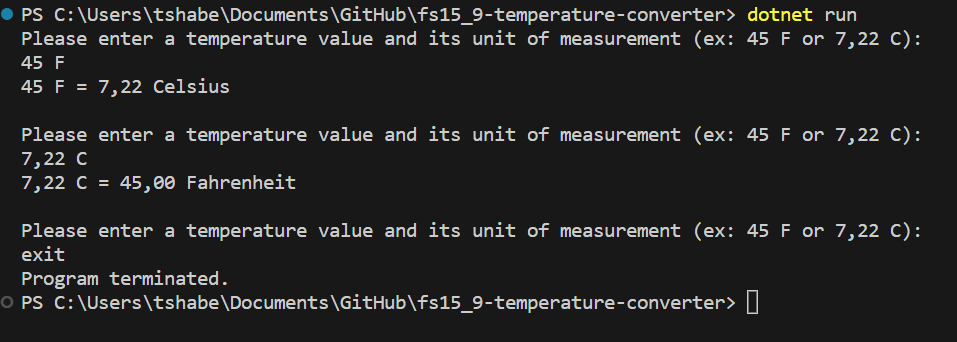 PS C:\Users\tshabe\Documents\GitHub\fs15_9-temperature-converter> dotnet run
Please enter a temperature value and its unit of measurement (ex: 45 F or 7,22 C):
45 F
45 F = 7,22 Celsius
Please enter a temperature value and its unit of measurement (ex: 45 F or 7,22 C):
7,22 C
7,22 C = 45,00 Fahrenheit
Please enter a temperature value and its unit of measurement (ex: 45 F or 7,22 C):
exit
Program terminated.
PS C:\Users\tshabe\Documents\GitHub\fs15_9-temperature-converter>